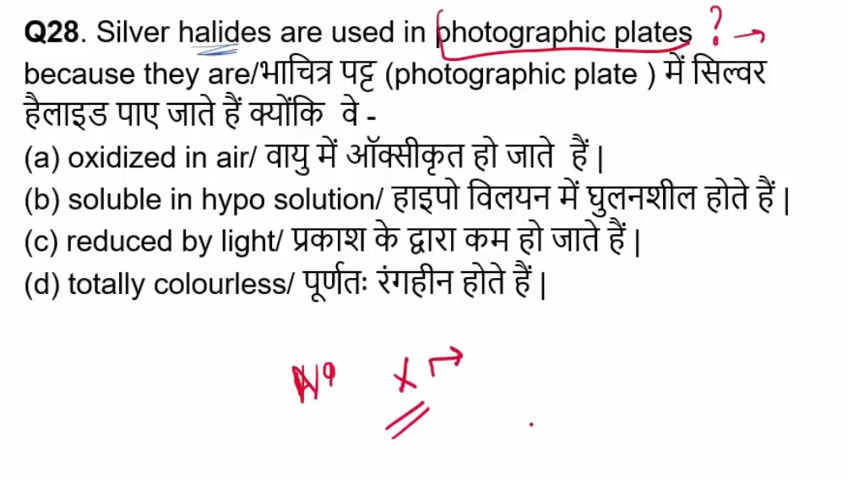 Q28. Silver halides are used in photographic plates ? →
because they are/भाचित्र पट्ट (photographic plate ) में सिल्वर
हैलाइड पाए जाते हैं क्योंकि वे -
(a) oxidized in air/ वायु में ऑक्सीकृत हो जाते हैं |
(b) soluble in hypo solution/ हाइपो विलयन में घुलनशील होते हैं |
(c) reduced by light/ प्रकाश के द्वारा कम हो जाते हैं |
(d) totally colourless/ पूर्णतः रंगहीन होते हैं |